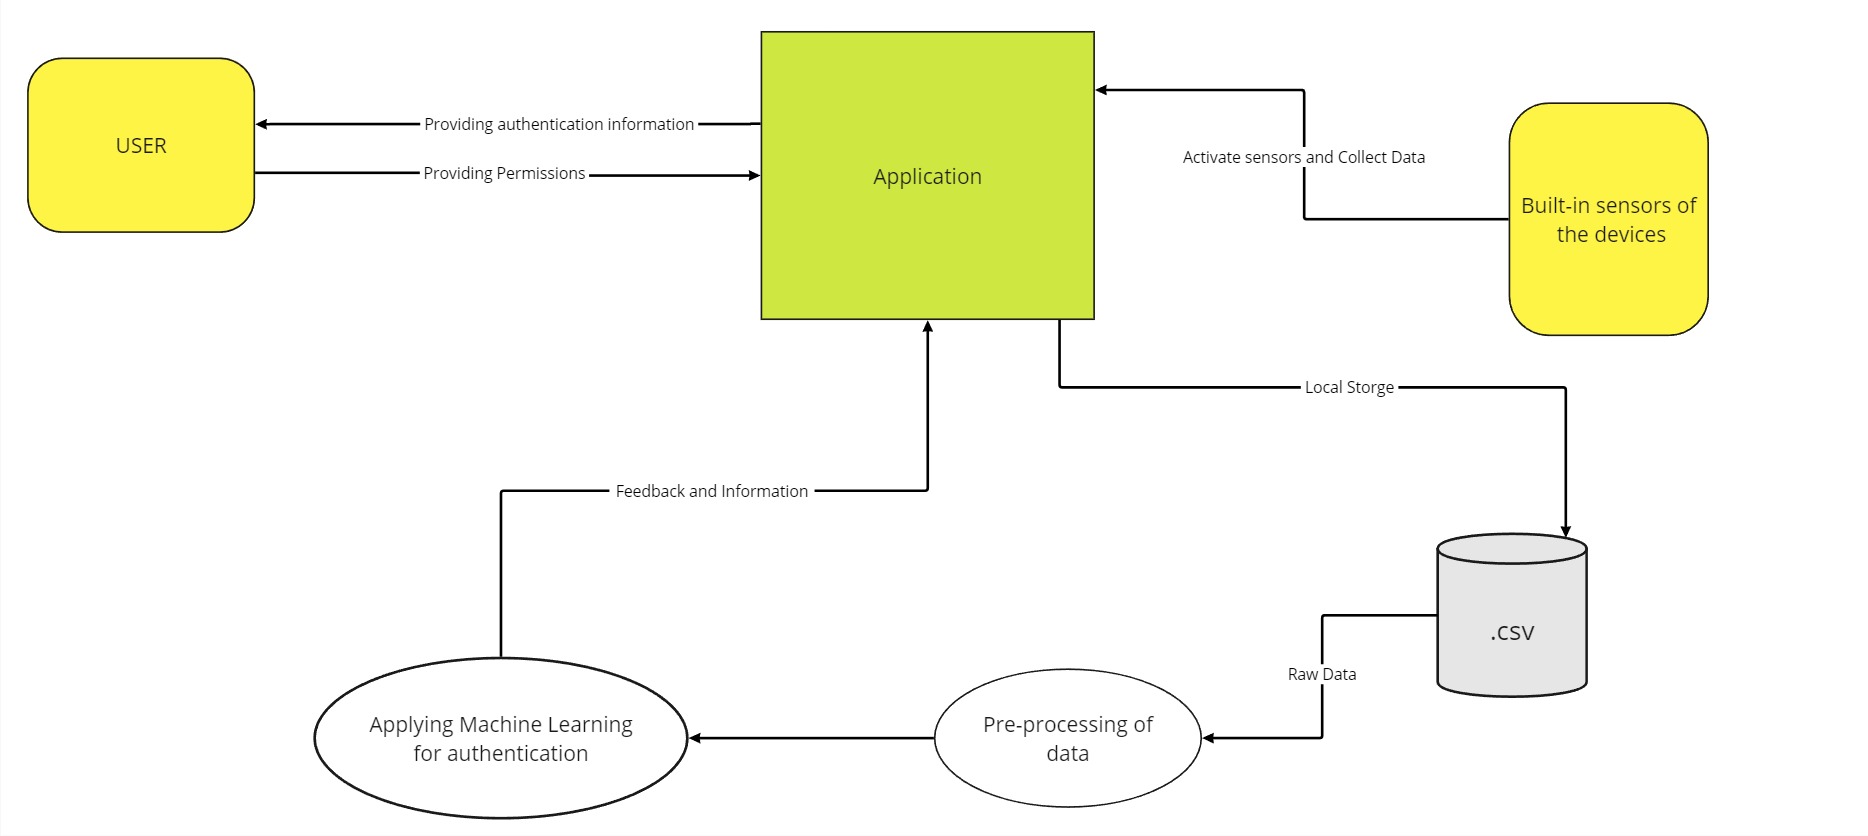 USER
Providing authentication information
Providing Permissions
Application
Activate sensors and Collect Data
Built-in sensors of
the devices
Local Storge
Feedback and Information
.csv
Raw Data
Applying Machine Learning
for authentication
Pre-processing of
data